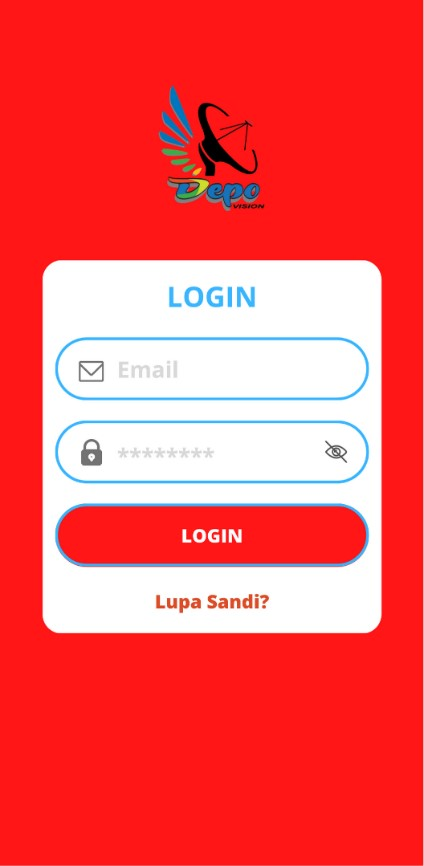 Depo
VISION
LOGIN
Email
********
LOGIN
Lupa Sandi?